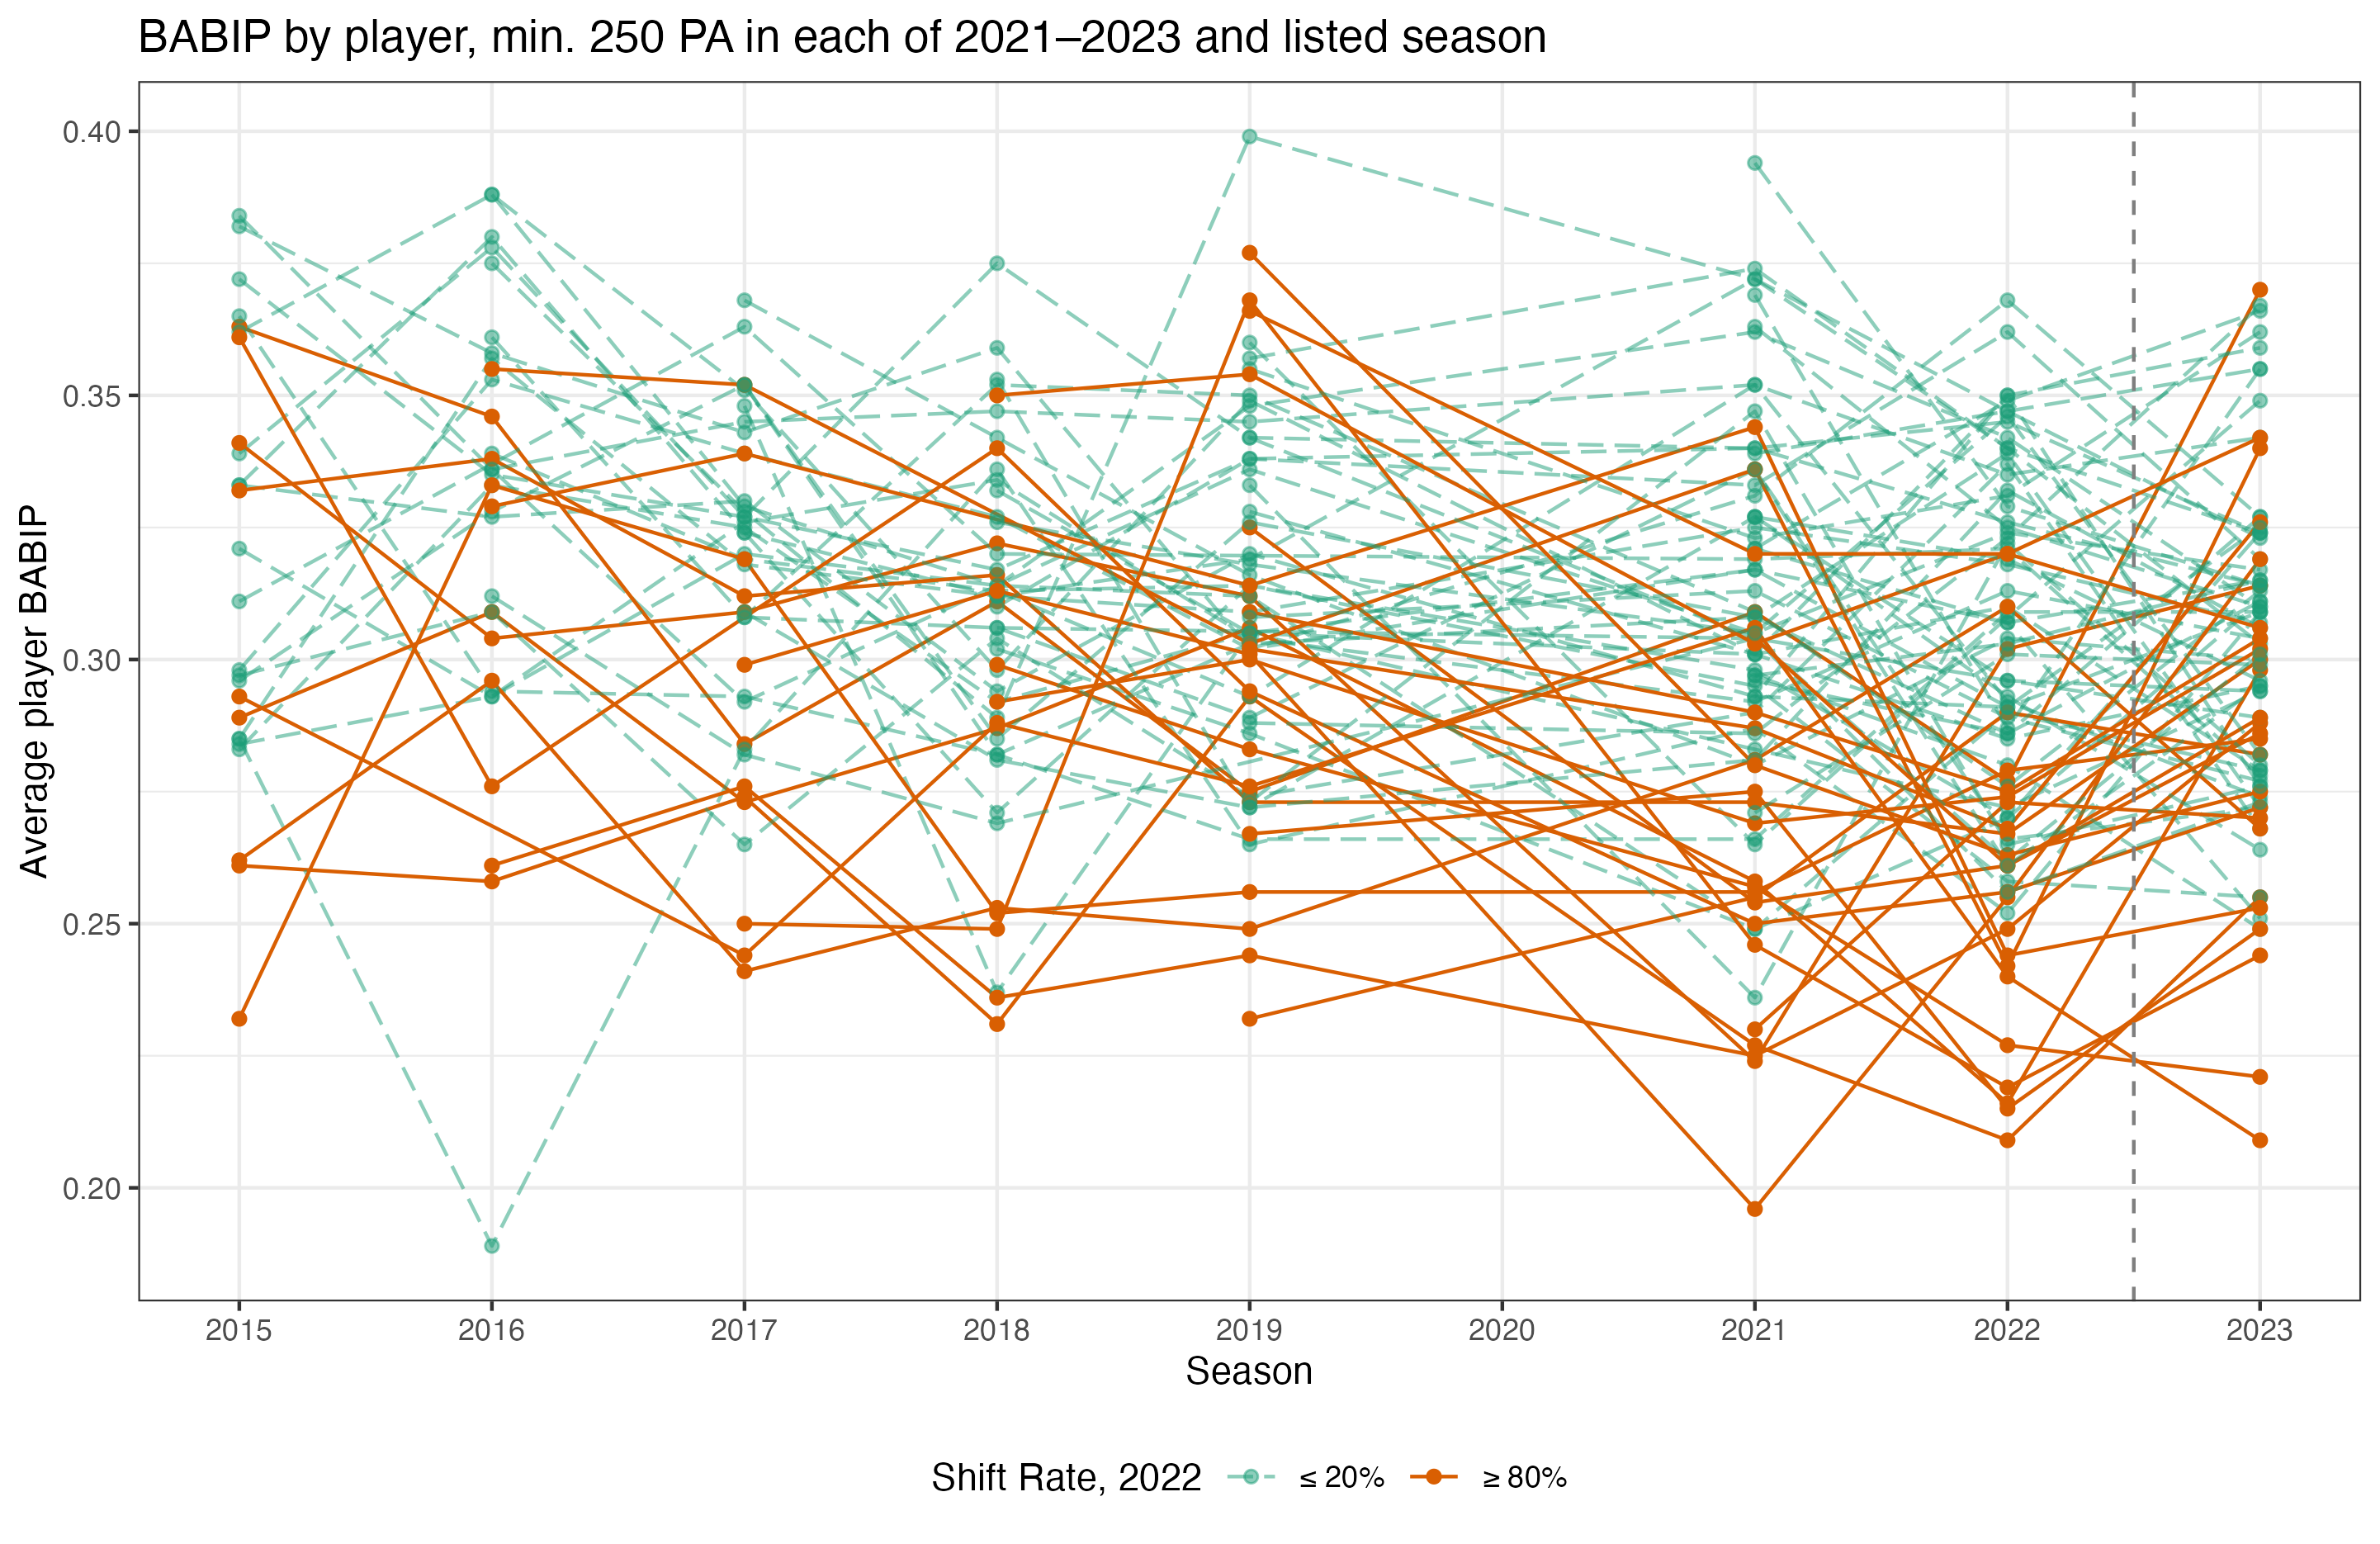 BABIP by player, min. 250 PA in each of 2021–2023 and listed season
Average player BABIP
0.40
0.35
0.30
0.25
0.20
2015 2016 2017 2018 2019 2020 2021 2022 2023
Season
Shift Rate, 2022 ≤ 20% ≥ 80%